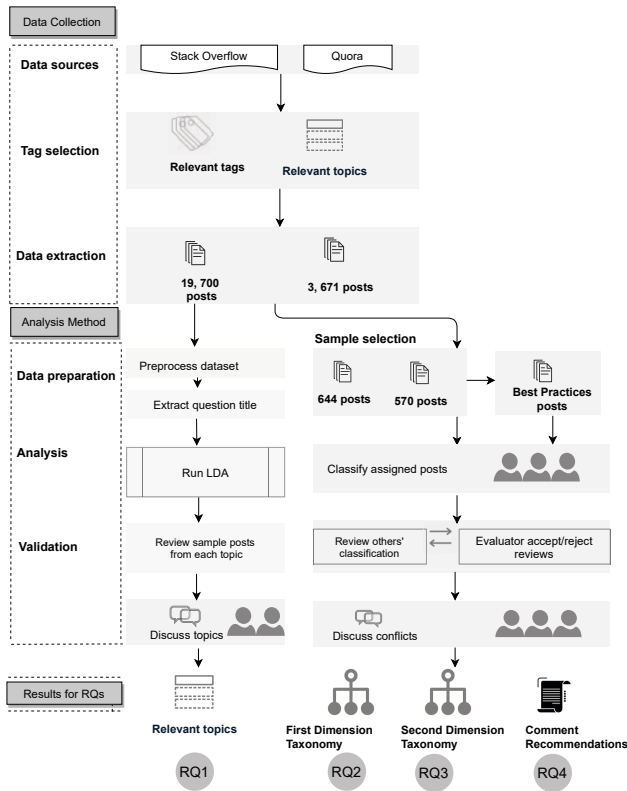 Data Collection
Data sources
Stack Overflow
Quora
Tag selection
Relevant tags
Relevant topics
Data extraction
19, 700
posts
3, 671 posts
Analysis Method
Sample selection
Data preparation
Preprocess dataset
Extract question title
644 posts
570 posts
Best Practices
posts
Analysis
Run LDA
Classify assigned posts
Validation
Review sample posts
from each topic
Review others'
classification
Evaluator accept/reject
reviews
Discuss topics
Discuss conflicts
Results for RQs
Relevant topics
First Dimension
Taxonomy
Second Dimension
Taxonomy
Comment
Recommendations
RQ1
RQ2
RQ3
RQ4